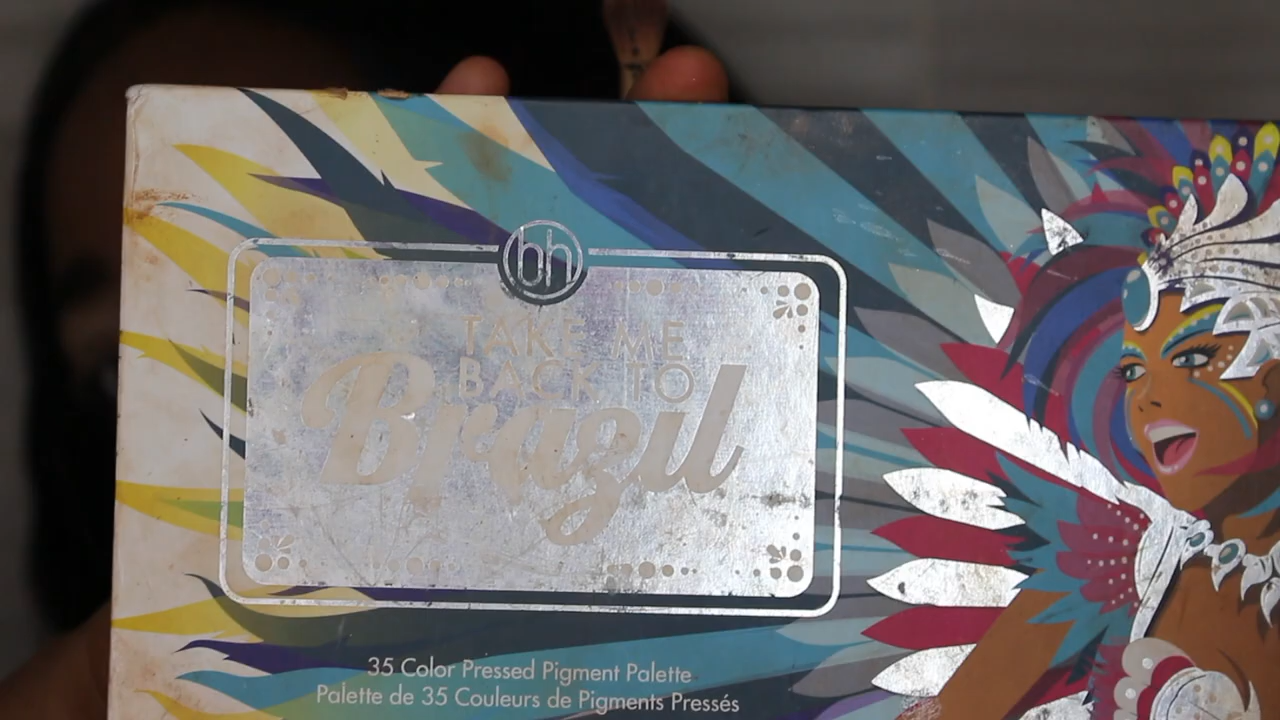 bh
TAKE ME
BACK TO
Brazil
35 Color Pressed Pigment Palette
Palette de 35 Couleurs de Pigments Pressés